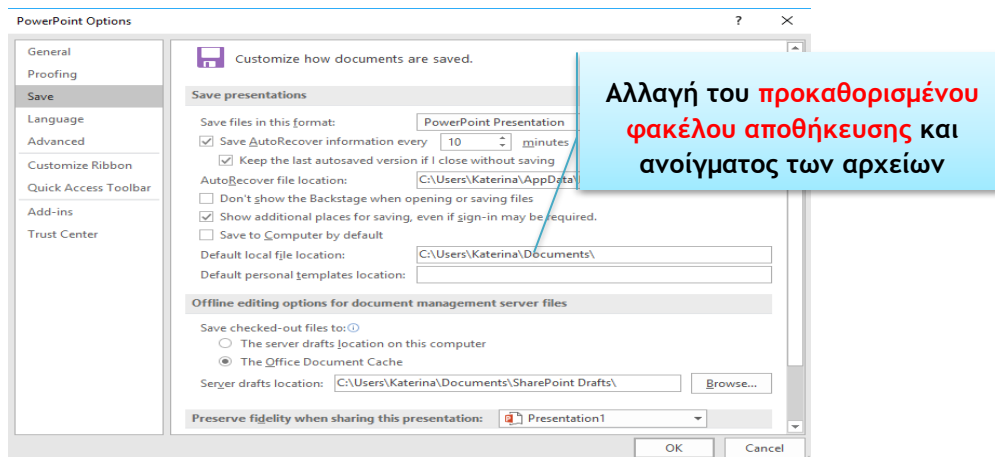 PowerPoint Options ?
General
Proofing
Save
Language
Advanced
Customize Ribbon
Quick Access Toolbar
Add-ins
Trust Center
Customize how documents are saved.
Save presentations
Save files in this format: PowerPoint Presentation
Save AutoRecover information every 10 minutes
Keep the last autosaved version if I close without saving
AutoRecover file location: C:\Users\Katerina\AppData\
Don't show the Backstage when opening or saving files
Show additional places for saving, even if sign-in may be required.
Save to Computer by default
Default local file location: C:\Users\Katerina\Documents\
Default personal templates location:
Offline editing options for document management server files
Save checked-out files to:
The server drafts location on this computer
The Office Document Cache
Server drafts location: C:\Users\Katerina\Documents\SharePoint Drafts\ Browse...
Preserve fidelity when sharing this presentation: Presentation1
OK Cancel
Αλλαγή του προκαθορισμένου
φακέλου αποθήκευσης και
ανοίγματος των αρχείων